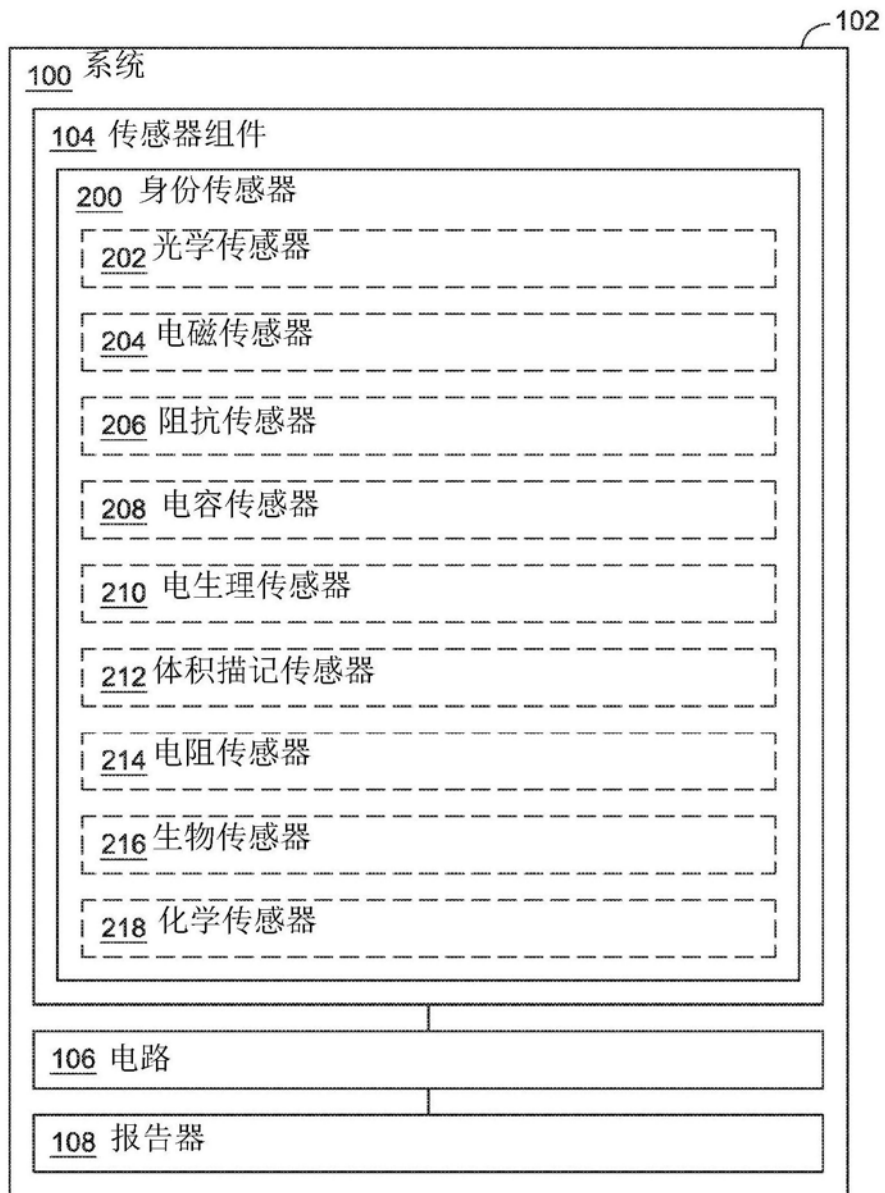 102
100 系统
104 传感器组件
200 身份传感器
202 光学传感器
204 电磁传感器
206 阻抗传感器
208 电容传感器
210 电生理传感器
212 体积描记传感器
214 电阻传感器
216 生物传感器
218 化学传感器
106 电路
108 报告器